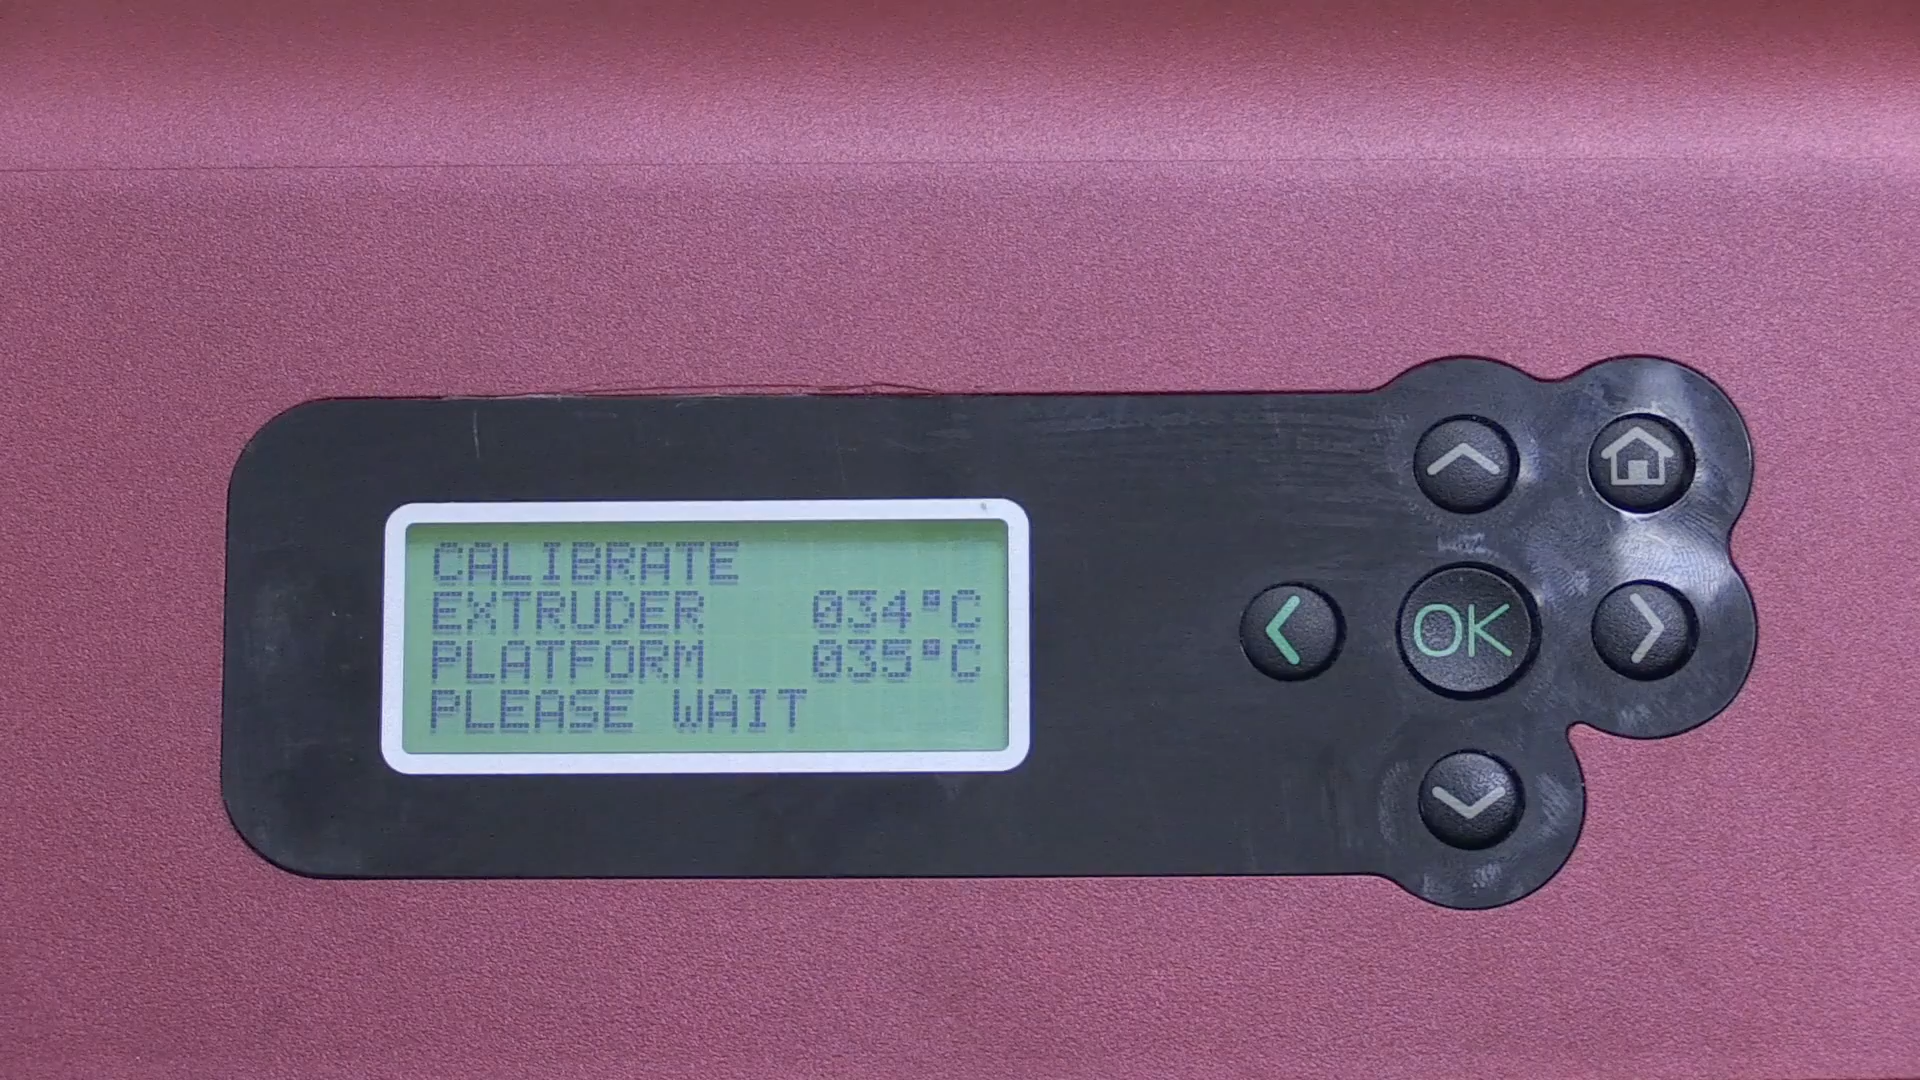 CALIBRATE
EXTRUDER 034°C
PLATFORM 035°C
PLEASE WAIT
OK